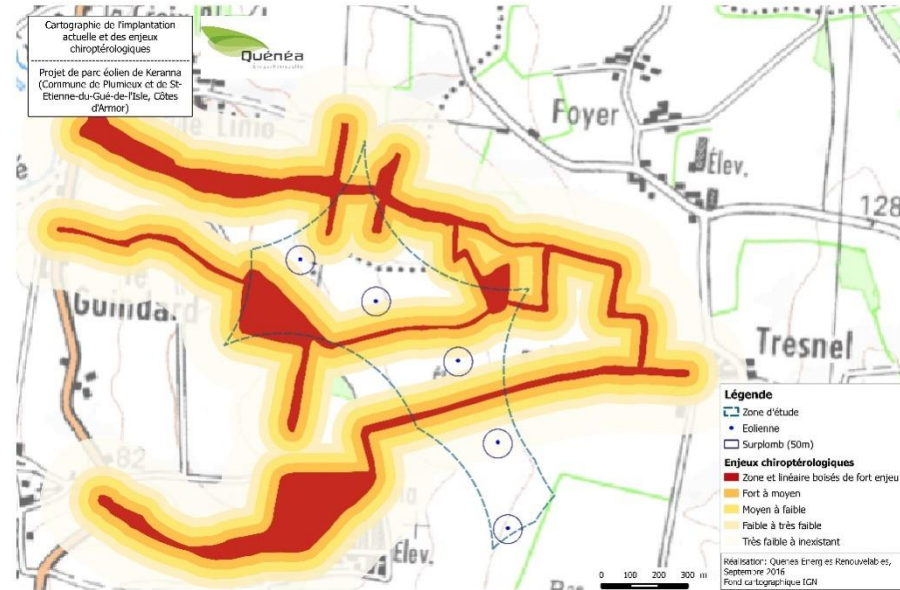 Cartographie de l'implantation
actuelle et des enjeux
chiroptérologiques
Projet de parc éolien de Keranna
(Commune de Plumieux et de St-
Etienne-du-Gué-de-l'Isle, Côtes
d'Armor)
Quénéa
Foyer
Élev.
128
Guindard
Tresnel
82
Élev.
Légende
Zone d'étude
Eolienne
Surplomb (50m)
Enjeux chiroptérologiques
Zone et linéaire boisés de fort enjeu
Fort à moyen
Moyen à faible
Faible à très faible
Très faible à inexistant
Réalisation: Quénéa Energies Renouvelables,
Septembre 2016
Fond cartographique IGN
0 100 200 300 m